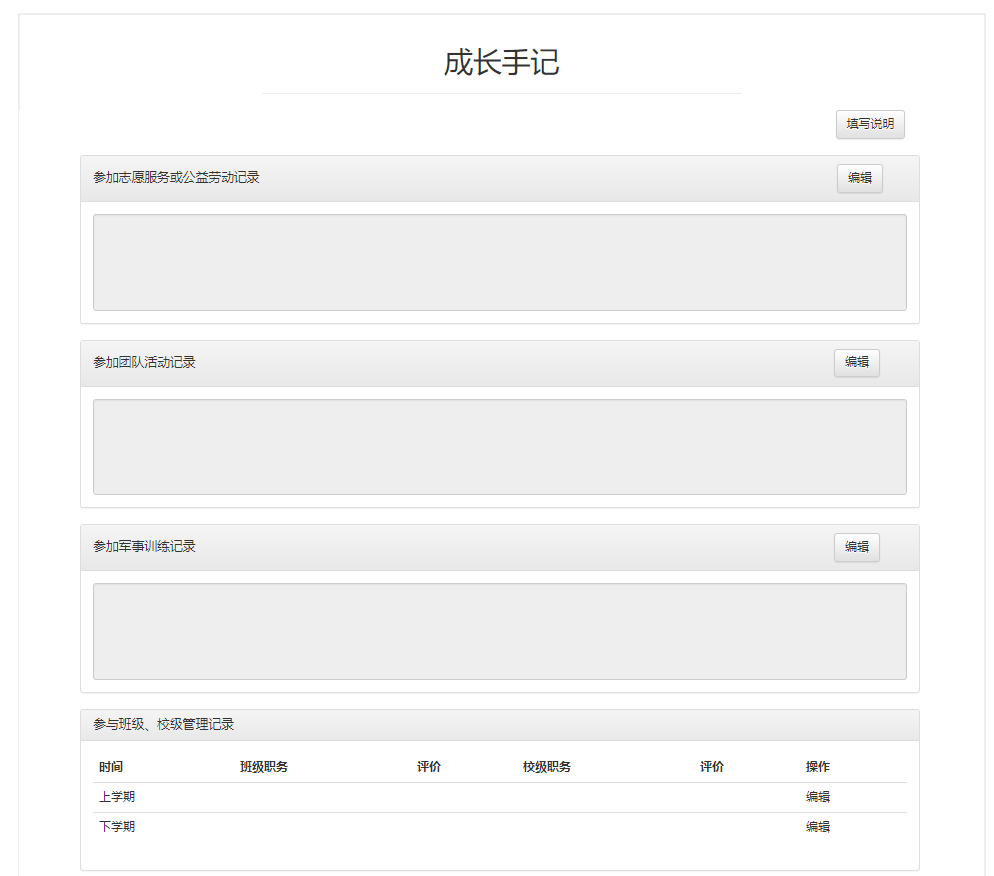 成长手记
填写说明
参加志愿服务或公益劳动记录 编辑
参加团队活动记录 编辑
参加军事训练记录 编辑
参与班级、校级管理记录
时间 班级职务 评价 校级职务 评价 操作
上学期 编辑
下学期 编辑